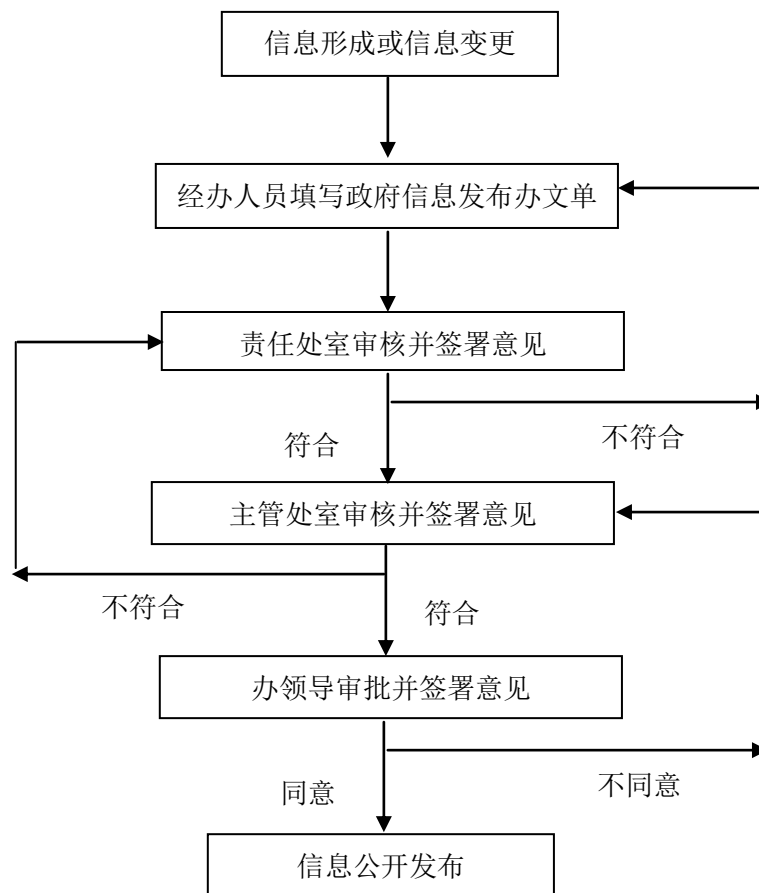 信息形成或信息变更
经办人员填写政府信息发布办文单
责任处室审核并签署意见
符合
不符合
主管处室审核并签署意见
不符合
符合
办领导审批并签署意见
同意
不同意
信息公开发布